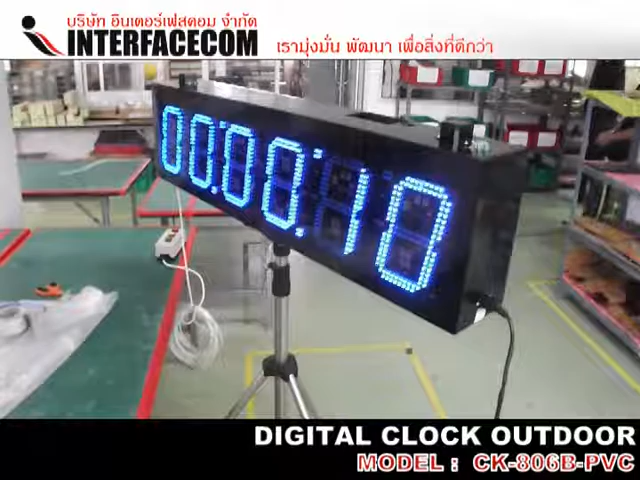 บริษัท อินเตอร์เฟสคอม จำกัด
INTERFACECOM
เรามุ่งมั่น พัฒนา เพื่อสิ่งที่ดีกว่า
00:00:10
DIGITAL CLOCK OUTDOOR
MODEL : CK-806B-PVC